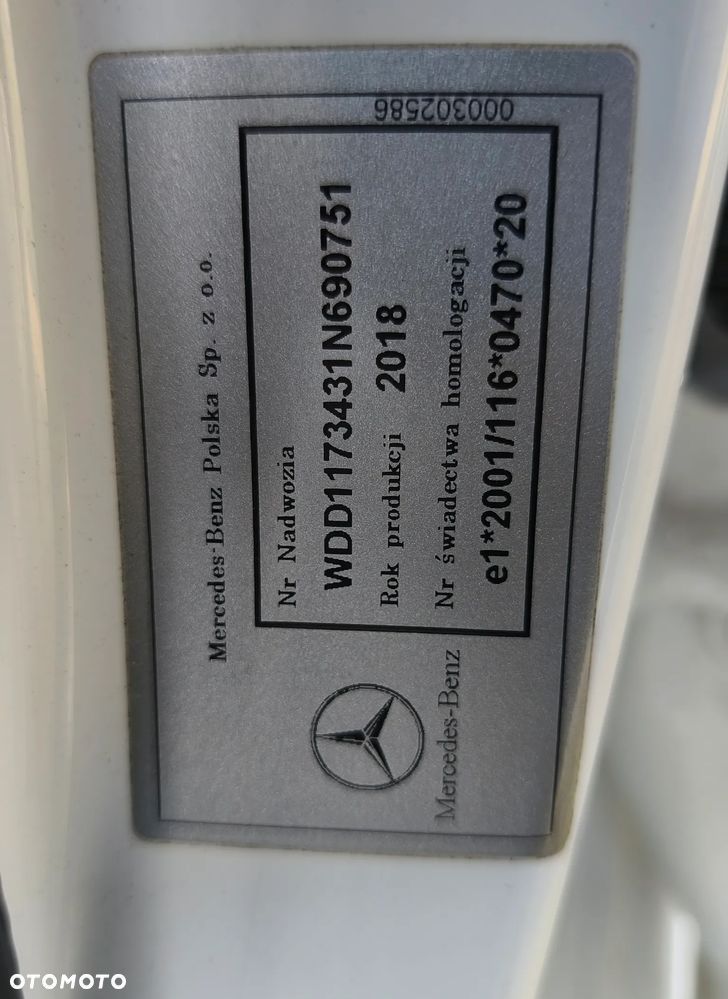 Mercedes-Benz Polska Sp. z o.o.
000302586
Nr Nadwozia
WDD1173431N690751
Rok produkcji 2018
Nr świadectwa homologacji
e1*2001/116*0470*20
Mercedes-Benz
OTOMOTO